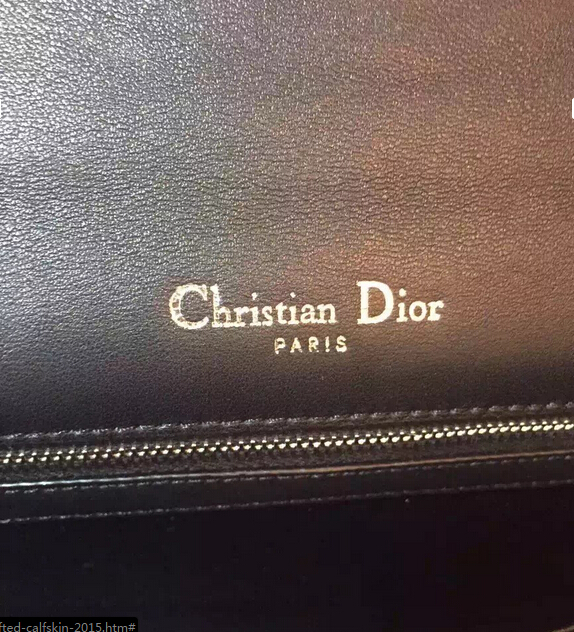 Christian Dior
PARIS
fted-calfskin-2015.htm#